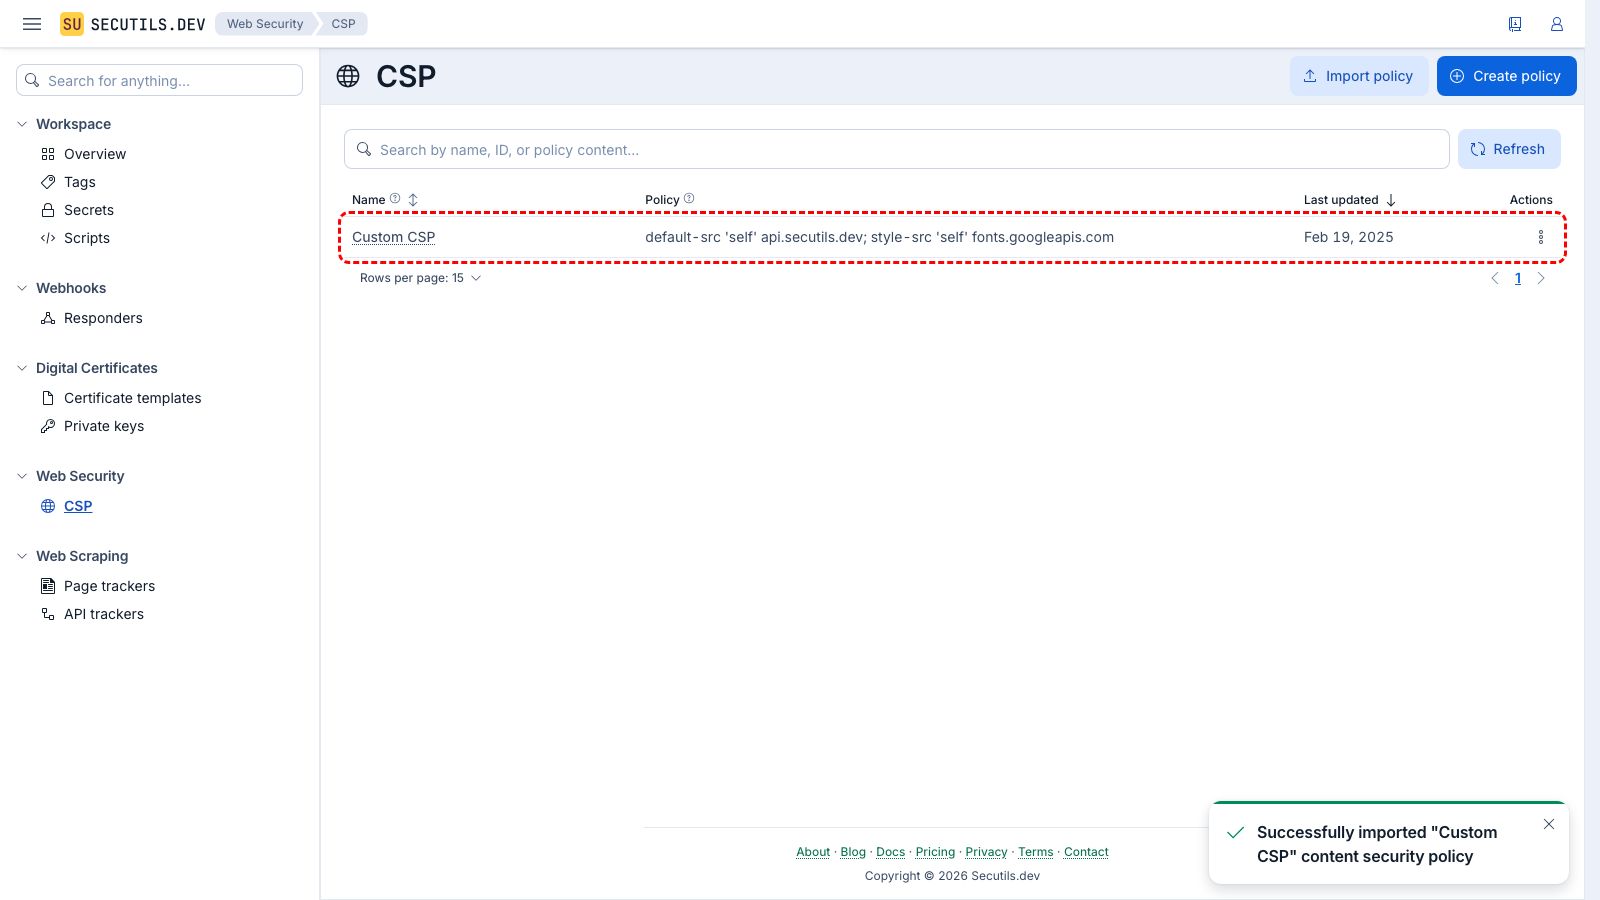 SU SECUTILS.DEV
Web Security
CSP
Search for anything...
Workspace
Overview
Tags
Secrets
Scripts
Webhooks
Responders
Digital Certificates
Certificate templates
Private keys
Web Security
CSP
Web Scraping
Page trackers
API trackers
CSP
Import policy
Create policy
Search by name, ID, or policy content...
Refresh
Name Policy Last updated Actions
Custom CSP default-src 'self' api.secutils.dev; style-src 'self' fonts.googleapis.com Feb 19, 2025
Rows per page: 15
1
About · Blog · Docs · Pricing · Privacy · Terms · Contact
Copyright © 2026 Secutils.dev
Successfully imported "Custom
CSP" content security policy